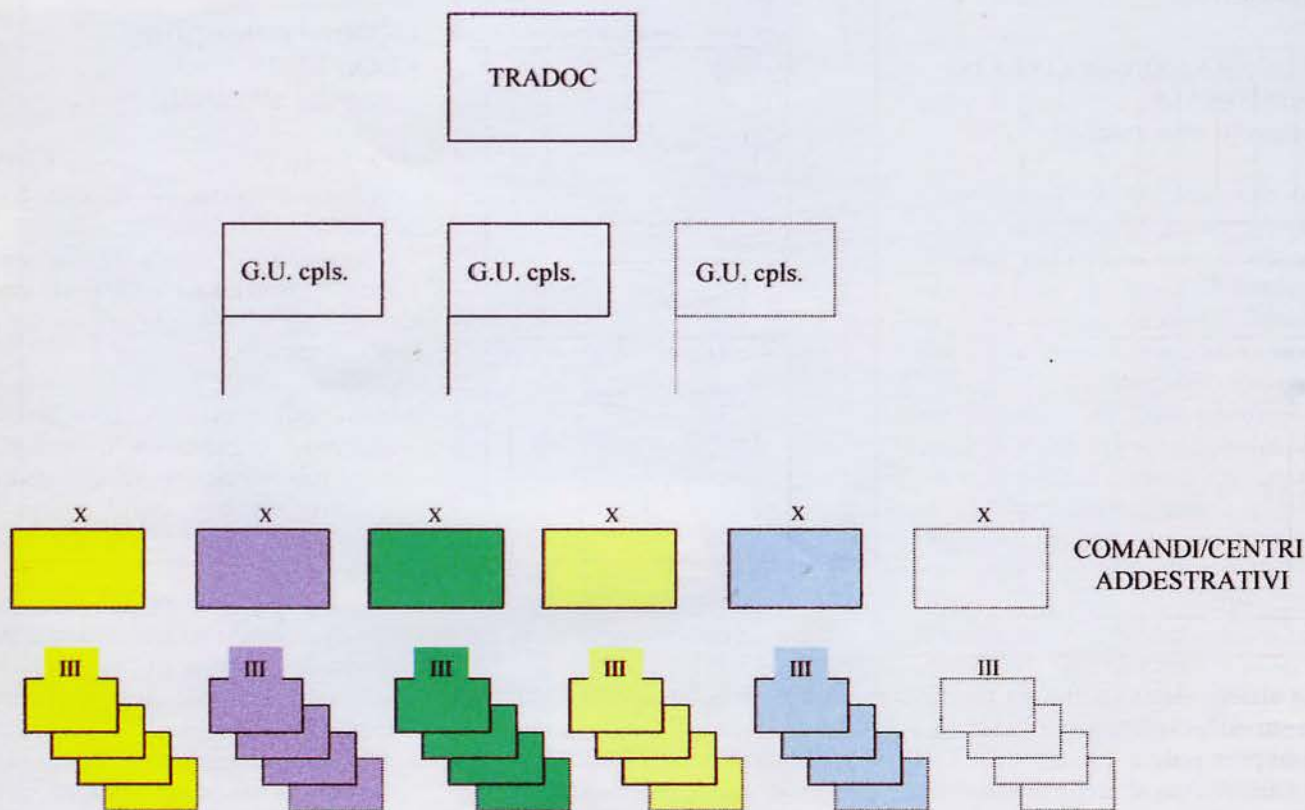 TRADOC
G.U. cpls. G.U. cpls. G.U. cpls.
X X X X X X
COMANDI/CENTRI
ADDESTRATIVI
III III III III III III